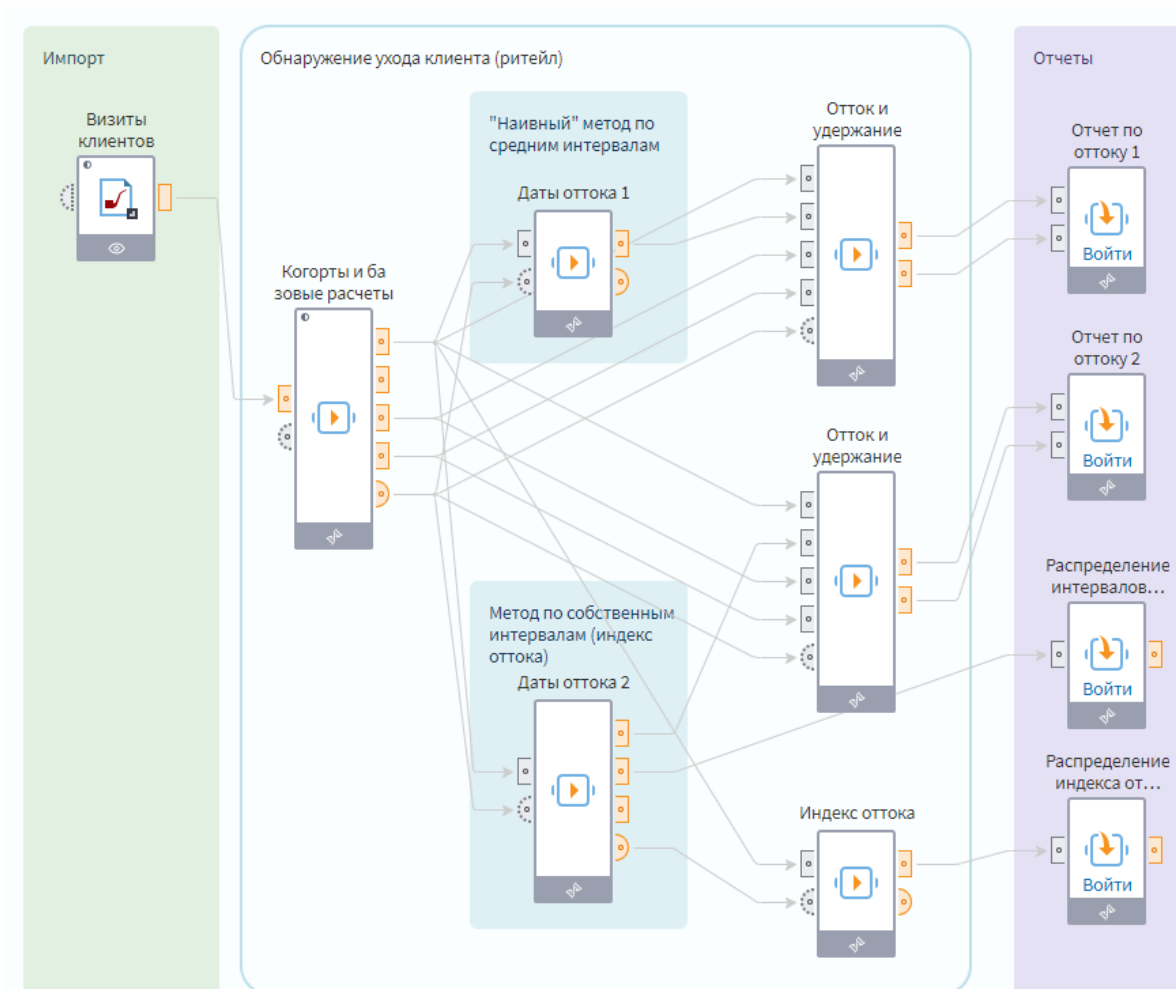 Импорт
Обнаружение ухода клиента (ритейл)
Отчеты
Визиты
клиентов
"Наивный" метод по
средним интервалам
Даты оттока 1
Отток и
удержание
Отчет по
оттоку 1
Войти
Когорты и ба
зовые расчеты
Отчет по
оттоку 2
Войти
Отток и
удержание
Метод по собственным
интервалам (индекс
оттока)
Даты оттока 2
Распределение
интервалов...
Войти
Индекс оттока
Распределение
индекса от...
Войти